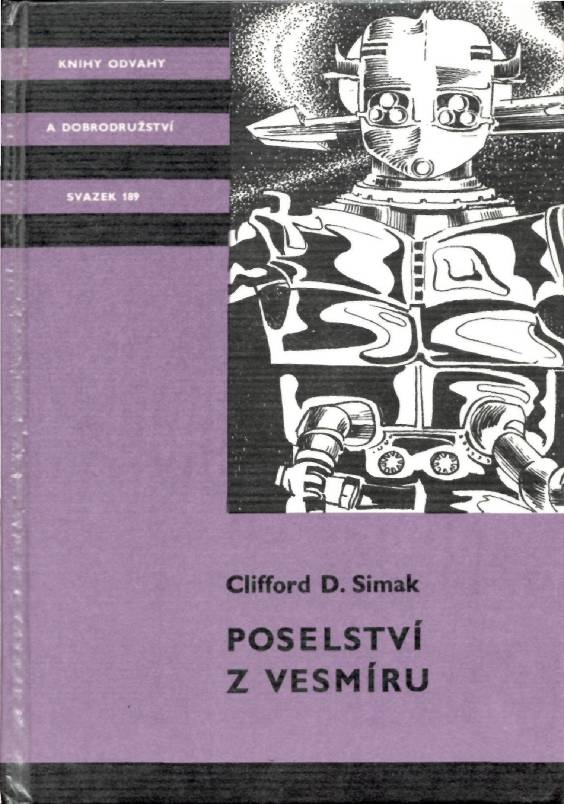 KNIHY ODVAHY
A DOBRODRUŽSTVÍ
SVAZEK 189
Clifford D. Simak
POSELSTVÍ
Z VESMÍRU